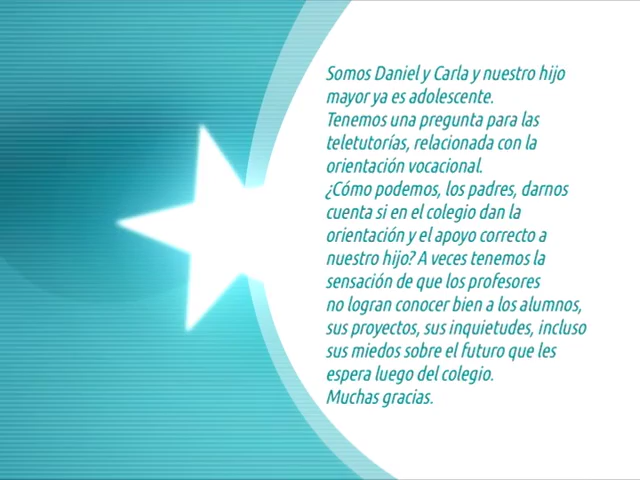 Somos Daniel y Carla y nuestro hijo
mayor ya es adolescente.
Tenemos una pregunta para las
teletutorías, relacionada con la
orientación vocacional.
¿Cómo podemos, los padres, darnos
cuenta si en el colegio dan la
orientación y el apoyo correcto a
nuestro hijo? A veces tenemos la
sensación de que los profesores
no logran conocer bien a los alumnos,
sus proyectos, sus inquietudes, incluso
sus miedos sobre el futuro que les
espera luego del colegio.
Muchas gracias.